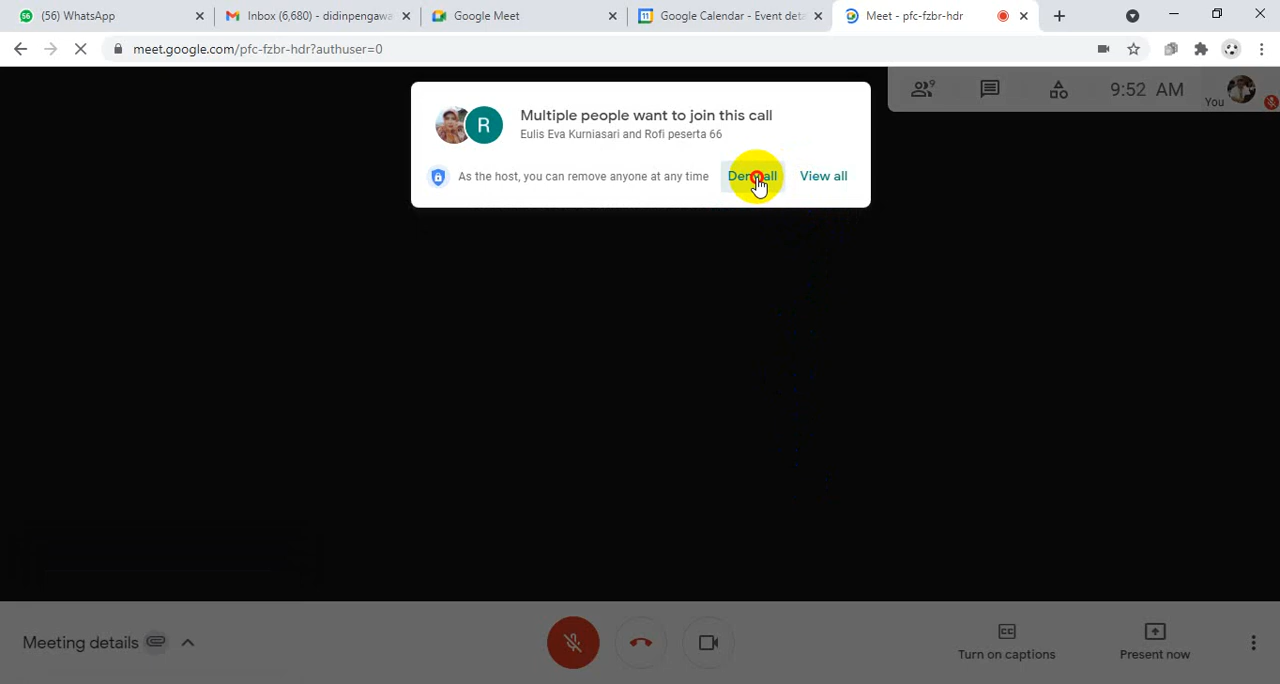 (56) WhatsApp
Inbox (6,680) - didinpengawa
Google Meet
Google Calendar - Event deta
Meet - pfc-fzbr-hdr
meet.google.com/pfc-fzbr-hdr?authuser=0
Multiple people want to join this call
Eulis Eva Kurniasari and Rofi peserta 66
As the host, you can remove anyone at any time
Deny all
View all
R
9
9:52 AM
You
Meeting details
CC
Turn on captions
Present now